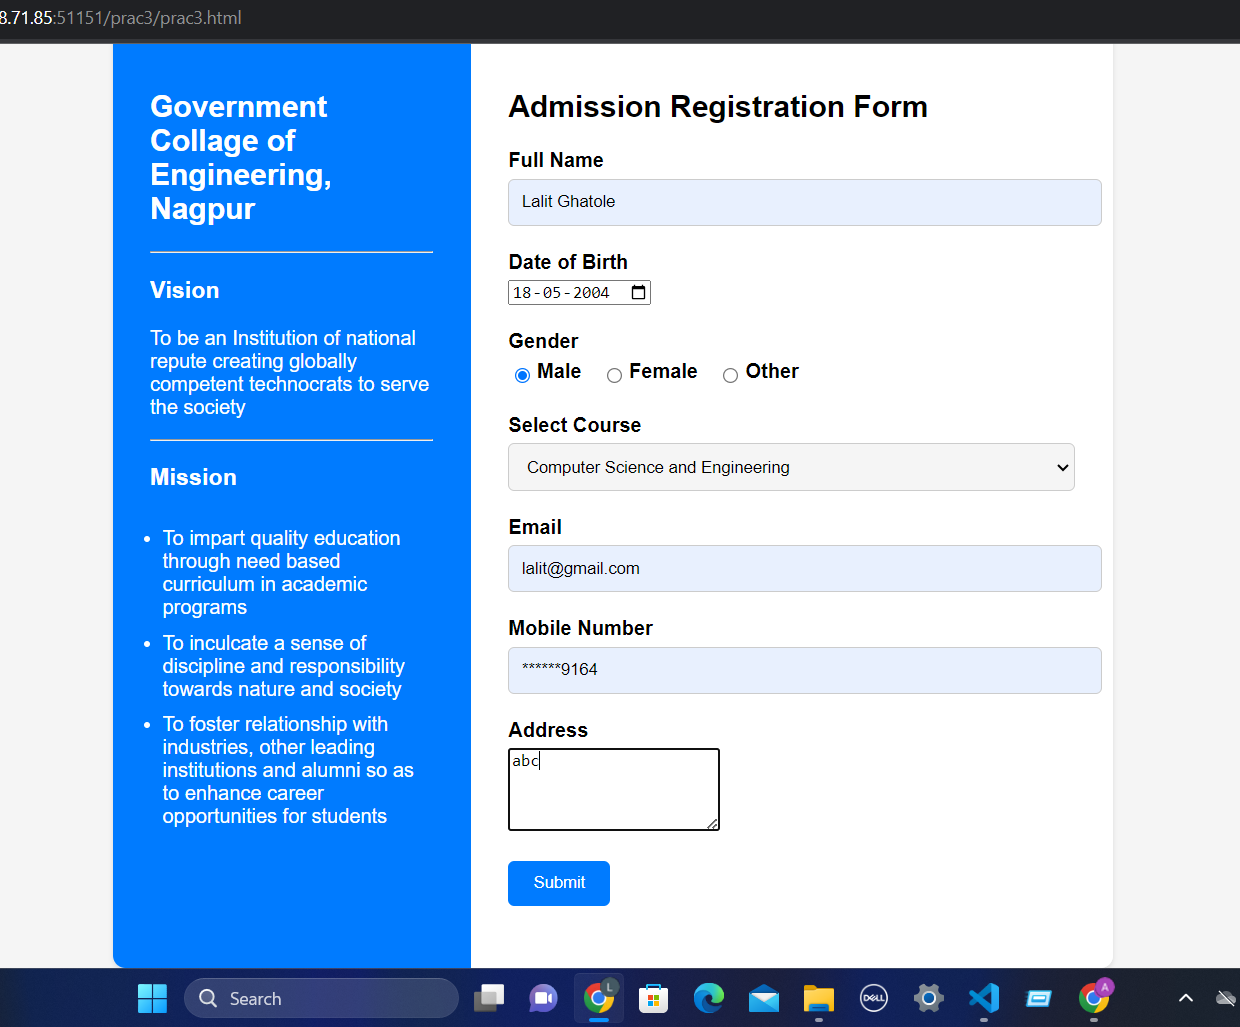 8.71.85:51151/prac3/prac3.html
Government
Collage of
Engineering,
Nagpur
Vision
To be an Institution of national
repute creating globally
competent technocrats to serve
the society
Mission
To impart quality education
through need based
curriculum in academic
programs
To inculcate a sense of
discipline and responsibility
towards nature and society
To foster relationship with
industries, other leading
institutions and alumni so as
to enhance career
opportunities for students
Admission Registration Form
Full Name
Lalit Ghatole
Date of Birth
18-05-2004
Gender
Male Female Other
Select Course
Computer Science and Engineering
Email
lalit@gmail.com
Mobile Number
******9164
Address
abc
Submit
Search
L
DELL
A